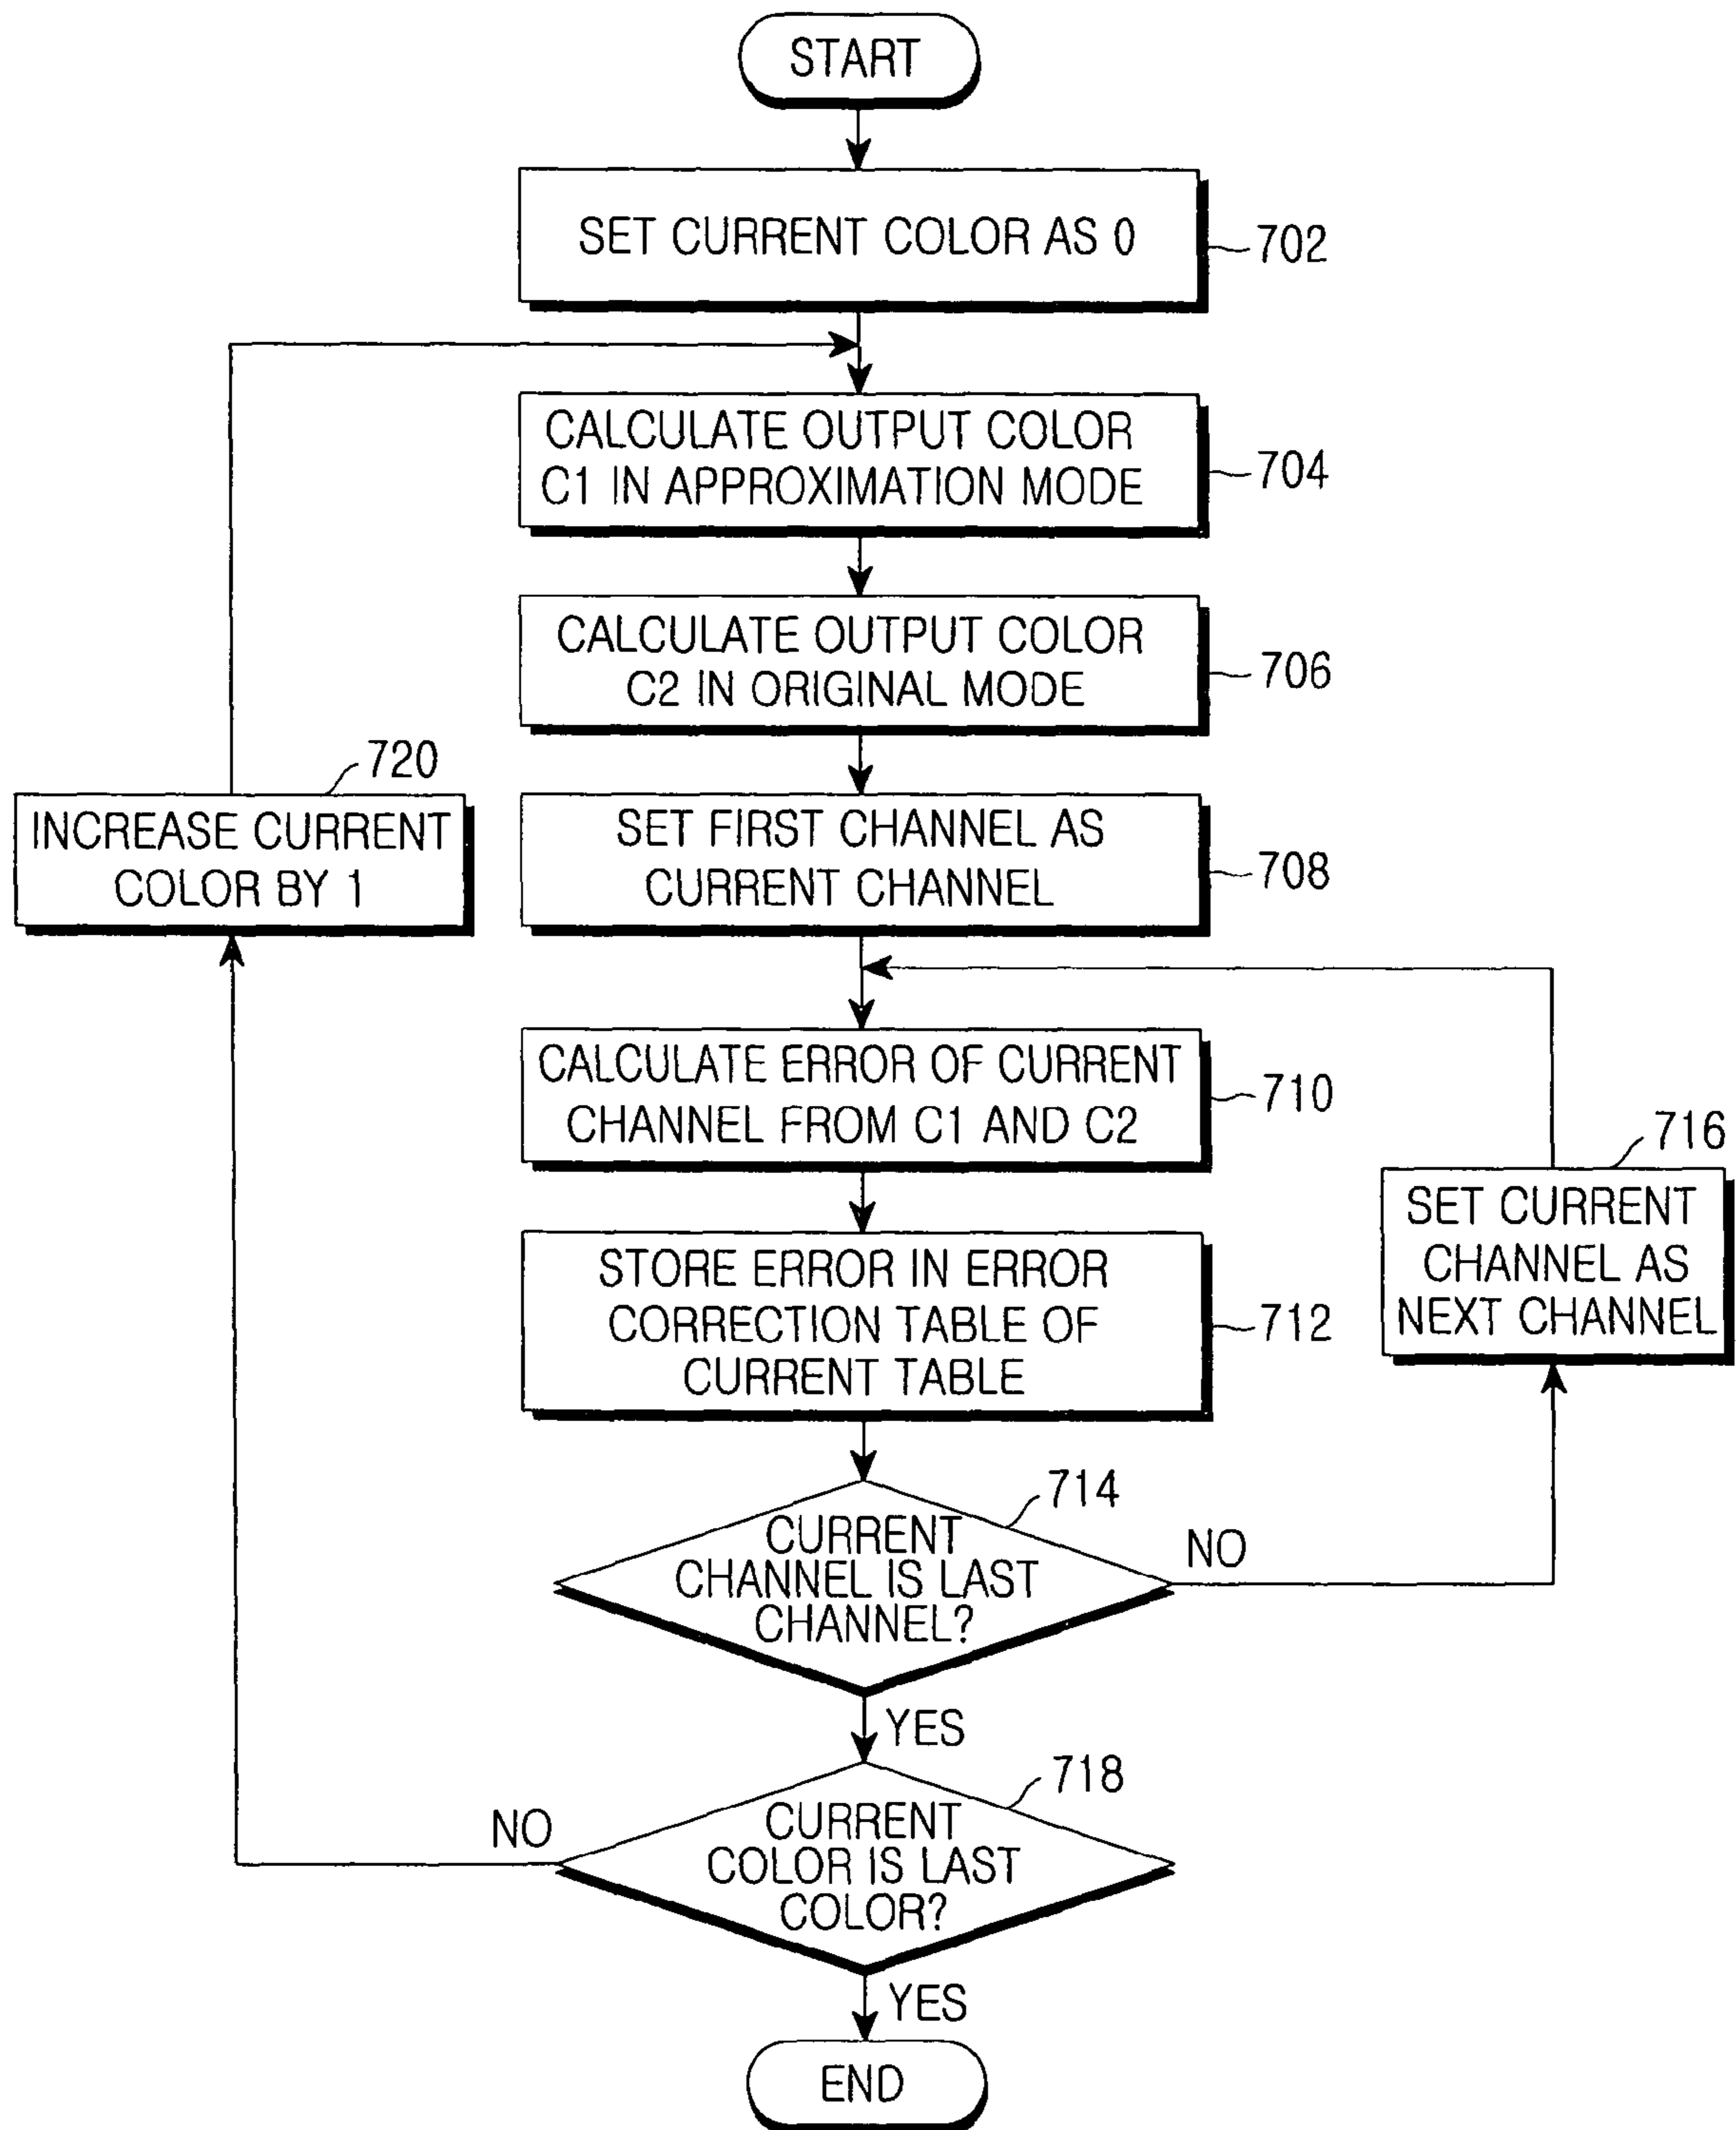 START
SET CURRENT COLOR AS 0
702
CALCULATE OUTPUT COLOR
C1 IN APPROXIMATION MODE
704
CALCULATE OUTPUT COLOR
C2 IN ORIGINAL MODE
706
720
INCREASE CURRENT
COLOR BY 1
SET FIRST CHANNEL AS
CURRENT CHANNEL
708
CALCULATE ERROR OF CURRENT
CHANNEL FROM C1 AND C2
710
716
SET CURRENT
CHANNEL AS
NEXT CHANNEL
STORE ERROR IN ERROR
CORRECTION TABLE OF
CURRENT TABLE
712
714
CURRENT
CHANNEL IS LAST
CHANNEL?
NO
YES
718
CURRENT
COLOR IS LAST
COLOR?
NO
YES
END